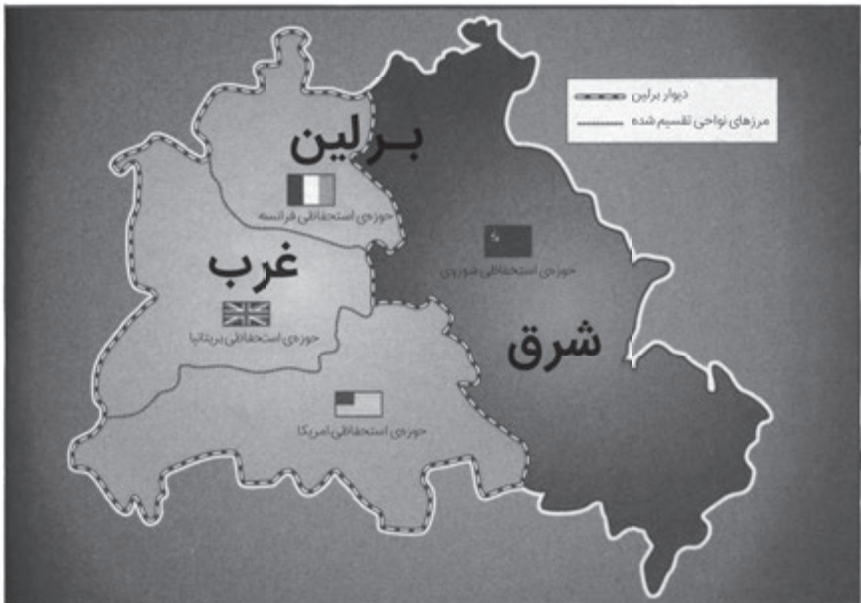 دیوار برلین
مرزهای نواحی تقسیم شده
برلین
حوزه‌ی استحفاظی فرانسه
غرب
حوزه‌ی استحفاظی شوروی
حوزه‌ی استحفاظی بریتانیا
شرق
حوزه‌ی استحفاظی امریکا